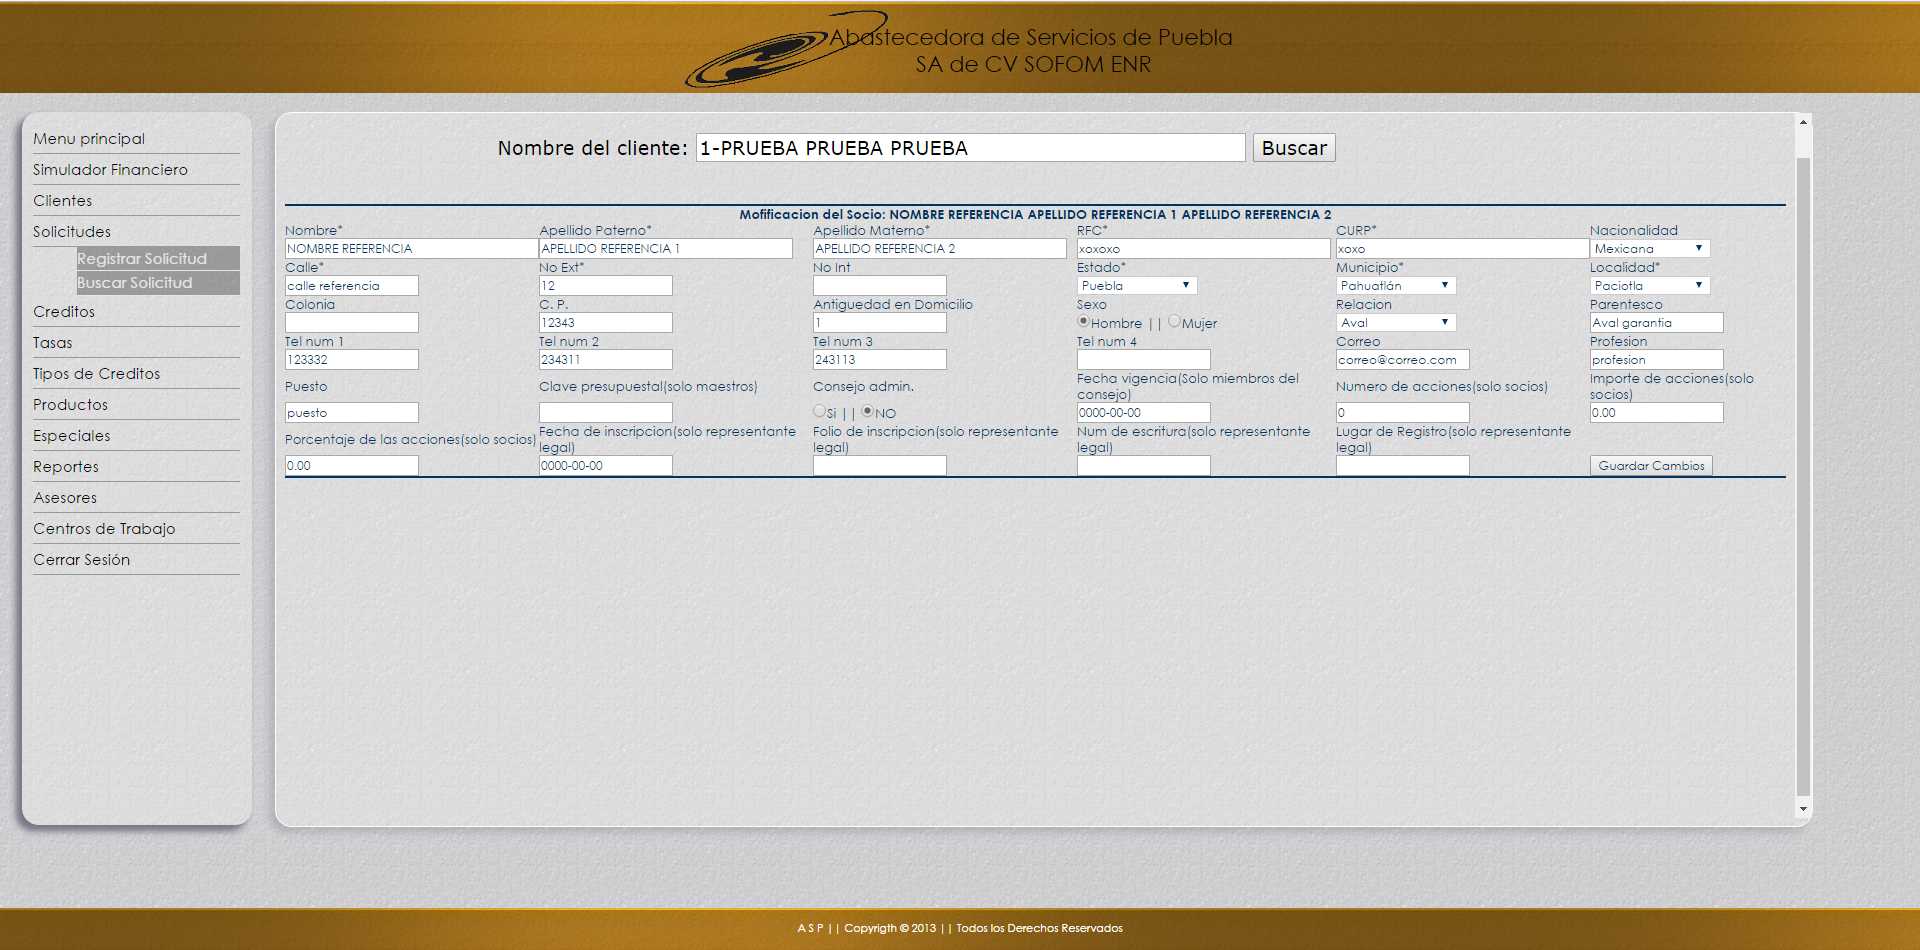 Abastecedora de Servicios de Puebla
SA de CV SOFOM ENR
Menu principal
Simulador Financiero
Clientes
Solicitudes
Registrar Solicitud
Buscar Solicitud
Creditos
Tasas
Tipos de Creditos
Productos
Especiales
Reportes
Asesores
Centros de Trabajo
Cerrar Sesión
Nombre del cliente: 1-PRUEBA PRUEBA PRUEBA Buscar
Mofificacion del Socio: NOMBRE REFERENCIA APELLIDO REFERENCIA 1 APELLIDO REFERENCIA 2
Nombre* Apellido Paterno* Apellido Materno* RFC* CURP* Nacionalidad
NOMBRE REFERENCIA APELLIDO REFERENCIA 1 APELLIDO REFERENCIA 2 xoxoxo xoxo Mexicana
Calle* No Ext* No Int Estado* Municipio* Localidad*
calle referencia 12 Puebla Pahuatlán Paciotla
Colonia C. P. Antiguedad en Domicilio Sexo Relacion Parentesco
12343 1 Hombre || Mujer Aval Aval garantia
Tel num 1 Tel num 2 Tel num 3 Tel num 4 Correo Profesion
123332 234311 243113 correo@correo.com profesion
Puesto Clave presupuestal(solo maestros) Consejo admin. Fecha vigencia(Solo miembros del consejo) Numero de acciones(solo socios) Importe de acciones(solo socios)
puesto Si || NO 0000-00-00 0 0.00
Porcentaje de las acciones(solo socios) Fecha de inscripcion(solo representante legal) Folio de inscripcion(solo representante legal) Num de escritura(solo representante legal) Lugar de Registro(solo representante legal)
0.00 0000-00-00 Guardar Cambios
A S P || Copyrigth © 2013 || Todos los Derechos Reservados